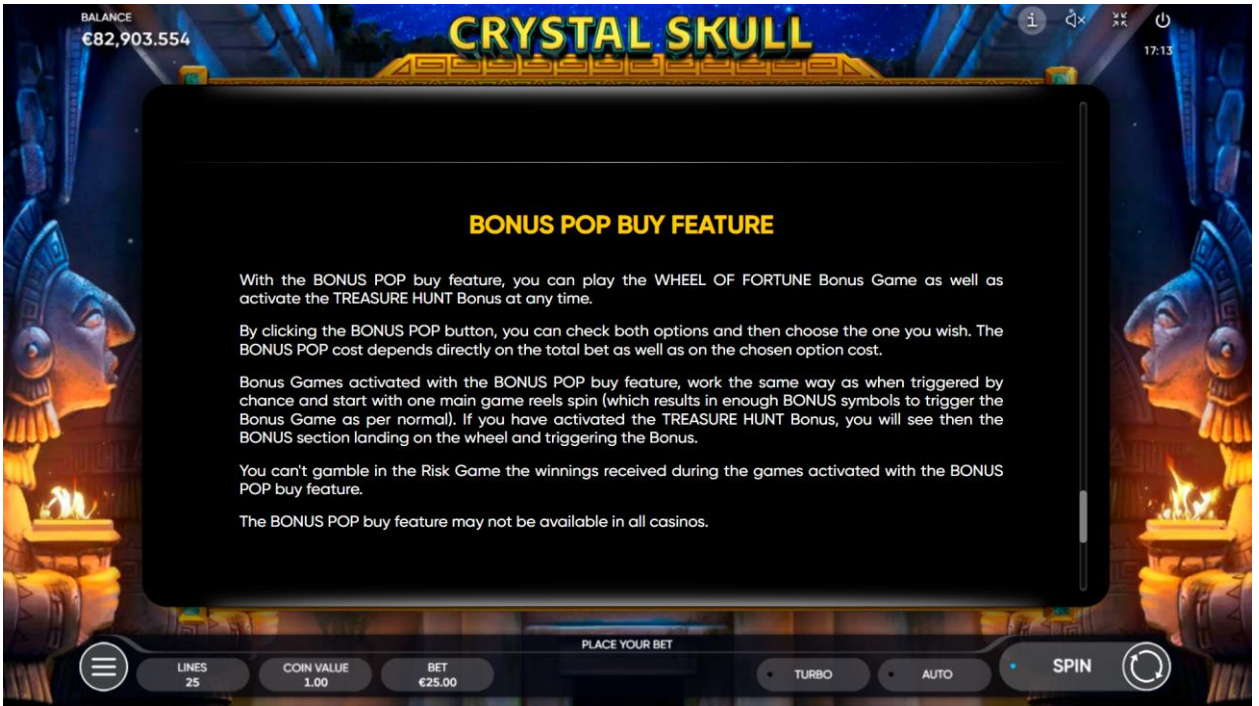 BALANCE
€82,903.554
CRYSTAL SKULL
i
17:13
BONUS POP BUY FEATURE
With the BONUS POP buy feature, you can play the WHEEL OF FORTUNE Bonus Game as well as
activate the TREASURE HUNT Bonus at any time.
By clicking the BONUS POP button, you can check both options and then choose the one you wish. The
BONUS POP cost depends directly on the total bet as well as on the chosen option cost.
Bonus Games activated with the BONUS POP buy feature, work the same way as when triggered by
chance and start with one main game reels spin (which results in enough BONUS symbols to trigger the
Bonus Game as per normal). If you have activated the TREASURE HUNT Bonus, you will see then the
BONUS section landing on the wheel and triggering the Bonus.
You can't gamble in the Risk Game the winnings received during the games activated with the BONUS
POP buy feature.
The BONUS POP buy feature may not be available in all casinos.
PLACE YOUR BET
LINES
25
COIN VALUE
1.00
BET
€25.00
TURBO
AUTO
SPIN